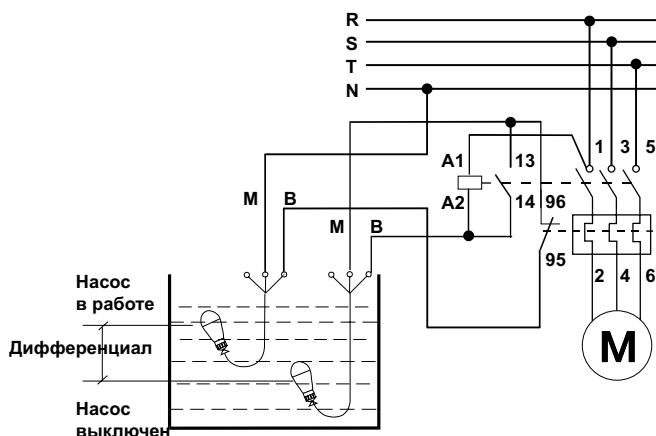 R
S
T
N
A1 13 1 3 5
A2 14 96
M B M B
95
2 4 6
Насос
в работе
Дифференциал
Насос
выключен
M